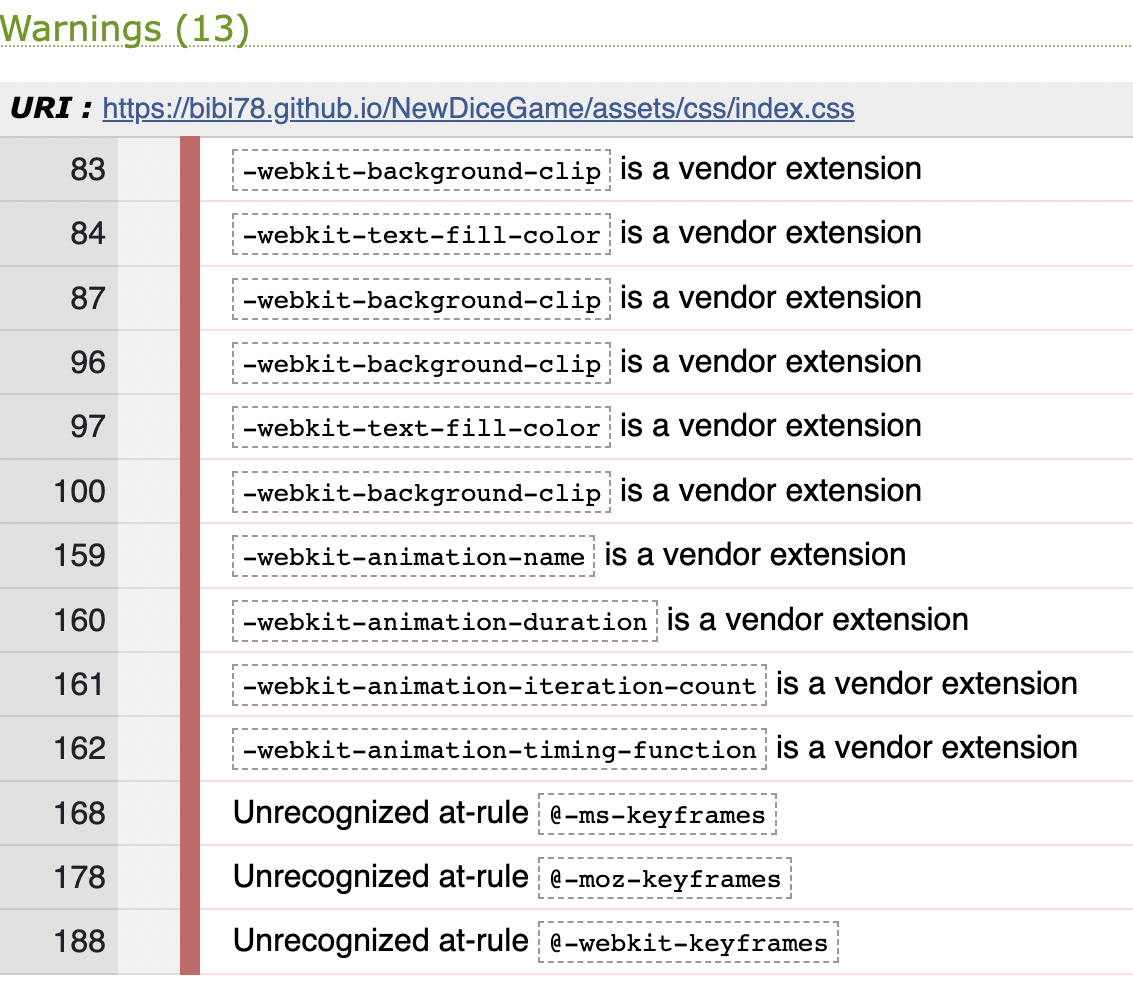 Warnings (13)
URI : https://bibi78.github.io/NewDiceGame/assets/css/index.css
83 -webkit-background-clip is a vendor extension
84 -webkit-text-fill-color is a vendor extension
87 -webkit-background-clip is a vendor extension
96 -webkit-background-clip is a vendor extension
97 -webkit-text-fill-color is a vendor extension
100 -webkit-background-clip is a vendor extension
159 -webkit-animation-name is a vendor extension
160 -webkit-animation-duration is a vendor extension
161 -webkit-animation-iteration-count is a vendor extension
162 -webkit-animation-timing-function is a vendor extension
168 Unrecognized at-rule @-ms-keyframes
178 Unrecognized at-rule @-moz-keyframes
188 Unrecognized at-rule @-webkit-keyframes